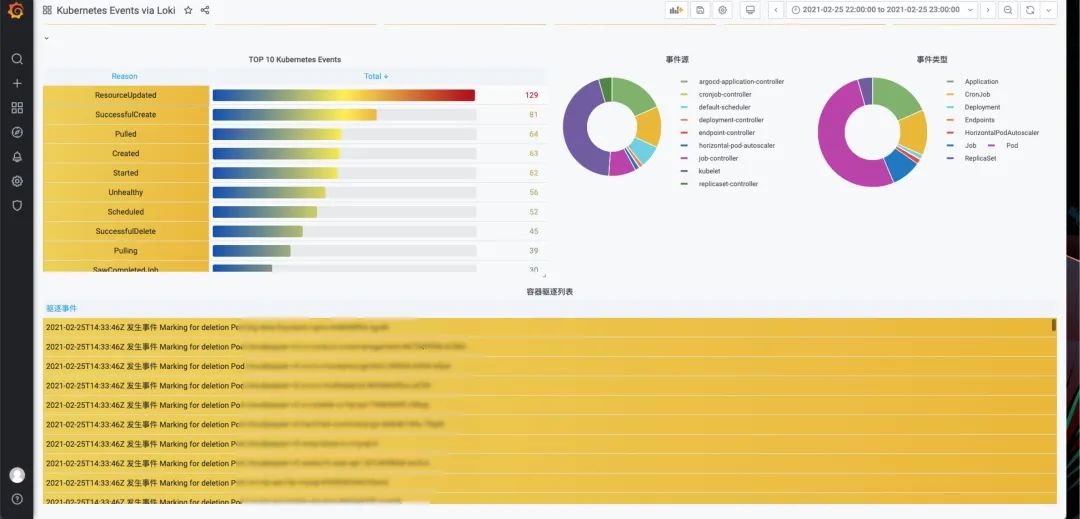 Kubernetes Events via Loki
2021-02-25 22:00:00 to 2021-02-25 23:00:00
TOP 10 Kubernetes Events
Reason Total
ResourceUpdated 129
SuccessfulCreate 81
Pulled 64
Created 63
Started 62
Unhealthy 56
Scheduled 52
SuccessfulDelete 45
Pulling 39
SawCompletedJob 30
事件源
argocd-application-controller
cronjob-controller
default-scheduler
deployment-controller
endpoint-controller
horizontal-pod-autoscaler
job-controller
kubelet
replicaset-controller
事件类型
Application
CronJob
Deployment
Endpoints
HorizontalPodAutoscaler
Job Pod
ReplicaSet
容器驱逐列表
驱逐事件
2021-02-25T14:33:46Z 发生事件 Marking for deletion Po
2021-02-25T14:33:46Z 发生事件 Marking for deletion Po
2021-02-25T14:33:46Z 发生事件 Marking for deletion Pod
2021-02-25T14:33:46Z 发生事件 Marking for deletion Pod
2021-02-25T14:33:46Z 发生事件 Marking for deletion Pod
2021-02-25T14:33:46Z 发生事件 Marking for deletion Po
2021-02-25T14:33:46Z 发生事件 Marking for deletion Po
2021-02-25T14:33:46Z 发生事件 Marking for deletion Po
2021-02-25T14:33:46Z 发生事件 Marking for deletion Po
2021-02-25T14:33:46Z 发生事件 Marking for deletion Po